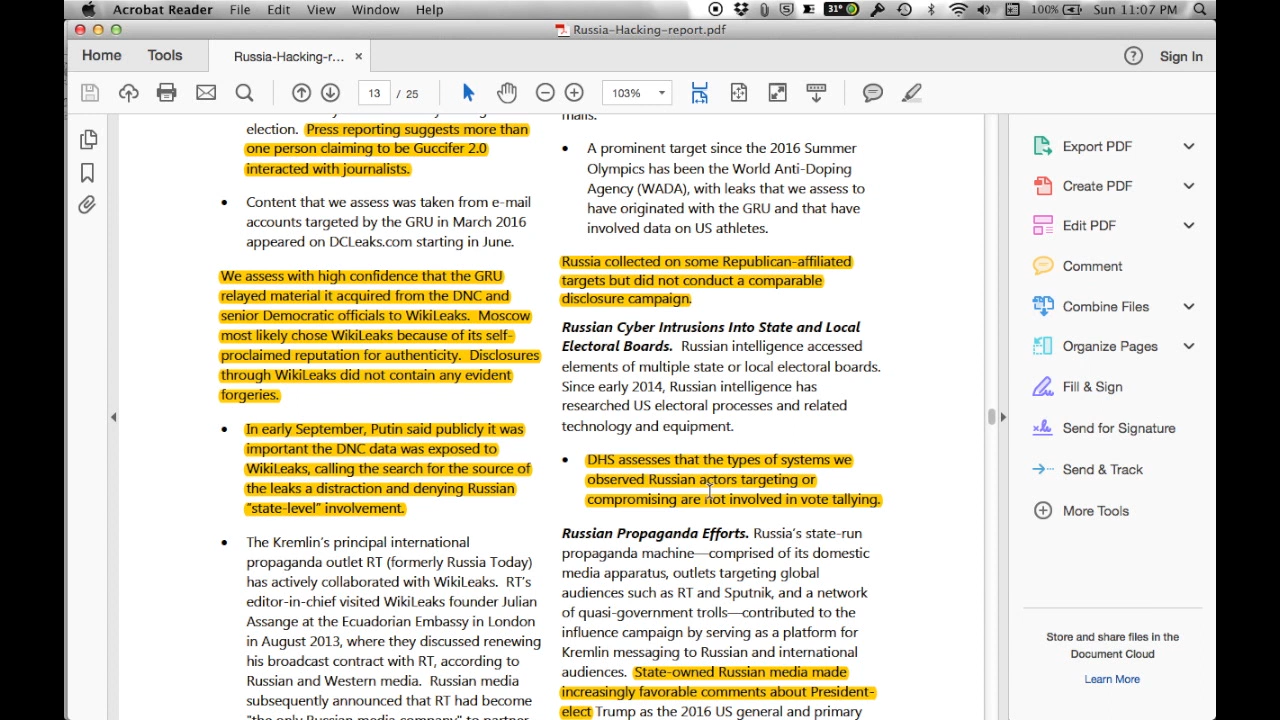 Acrobat Reader File Edit View Window Help
31° 100% Sun 11:07 PM
Russia-Hacking-report.pdf
Home Tools Russia-Hacking-r... × Sign In
13 / 25 103%
election. Press reporting suggests more than
one person claiming to be Guccifer 2.0
interacted with journalists.
• Content that we assess was taken from e-mail
accounts targeted by the GRU in March 2016
appeared on DCLeaks.com starting in June.
We assess with high confidence that the GRU
relayed material it acquired from the DNC and
senior Democratic officials to WikiLeaks. Moscow
most likely chose WikiLeaks because of its self-
proclaimed reputation for authenticity. Disclosures
through WikiLeaks did not contain any evident
forgeries.
• In early September, Putin said publicly it was
important the DNC data was exposed to
WikiLeaks, calling the search for the source of
the leaks a distraction and denying Russian
“state-level” involvement.
• The Kremlin’s principal international
propaganda outlet RT (formerly Russia Today)
has actively collaborated with WikiLeaks. RT’s
editor-in-chief visited WikiLeaks founder Julian
Assange at the Ecuadorian Embassy in London
in August 2013, where they discussed renewing
his broadcast contract with RT, according to
Russian and Western media. Russian media
subsequently announced that RT had become
"the only Russian media company" to partner
mails.
• A prominent target since the 2016 Summer
Olympics has been the World Anti-Doping
Agency (WADA), with leaks that we assess to
have originated with the GRU and that have
involved data on US athletes.
Russia collected on some Republican-affiliated
targets but did not conduct a comparable
disclosure campaign.
Russian Cyber Intrusions Into State and Local
Electoral Boards. Russian intelligence accessed
elements of multiple state or local electoral boards.
Since early 2014, Russian intelligence has
researched US electoral processes and related
technology and equipment.
• DHS assesses that the types of systems we
observed Russian actors targeting or
compromising are not involved in vote tallying.
Russian Propaganda Efforts. Russia’s state-run
propaganda machine—comprised of its domestic
media apparatus, outlets targeting global
audiences such as RT and Sputnik, and a network
of quasi-government trolls—contributed to the
influence campaign by serving as a platform for
Kremlin messaging to Russian and international
audiences. State-owned Russian media made
increasingly favorable comments about President-
elect Trump as the 2016 US general and primary
Export PDF
Create PDF
Edit PDF
Comment
Combine Files
Organize Pages
Fill & Sign
Send for Signature
Send & Track
More Tools
Store and share files in the
Document Cloud
Learn More